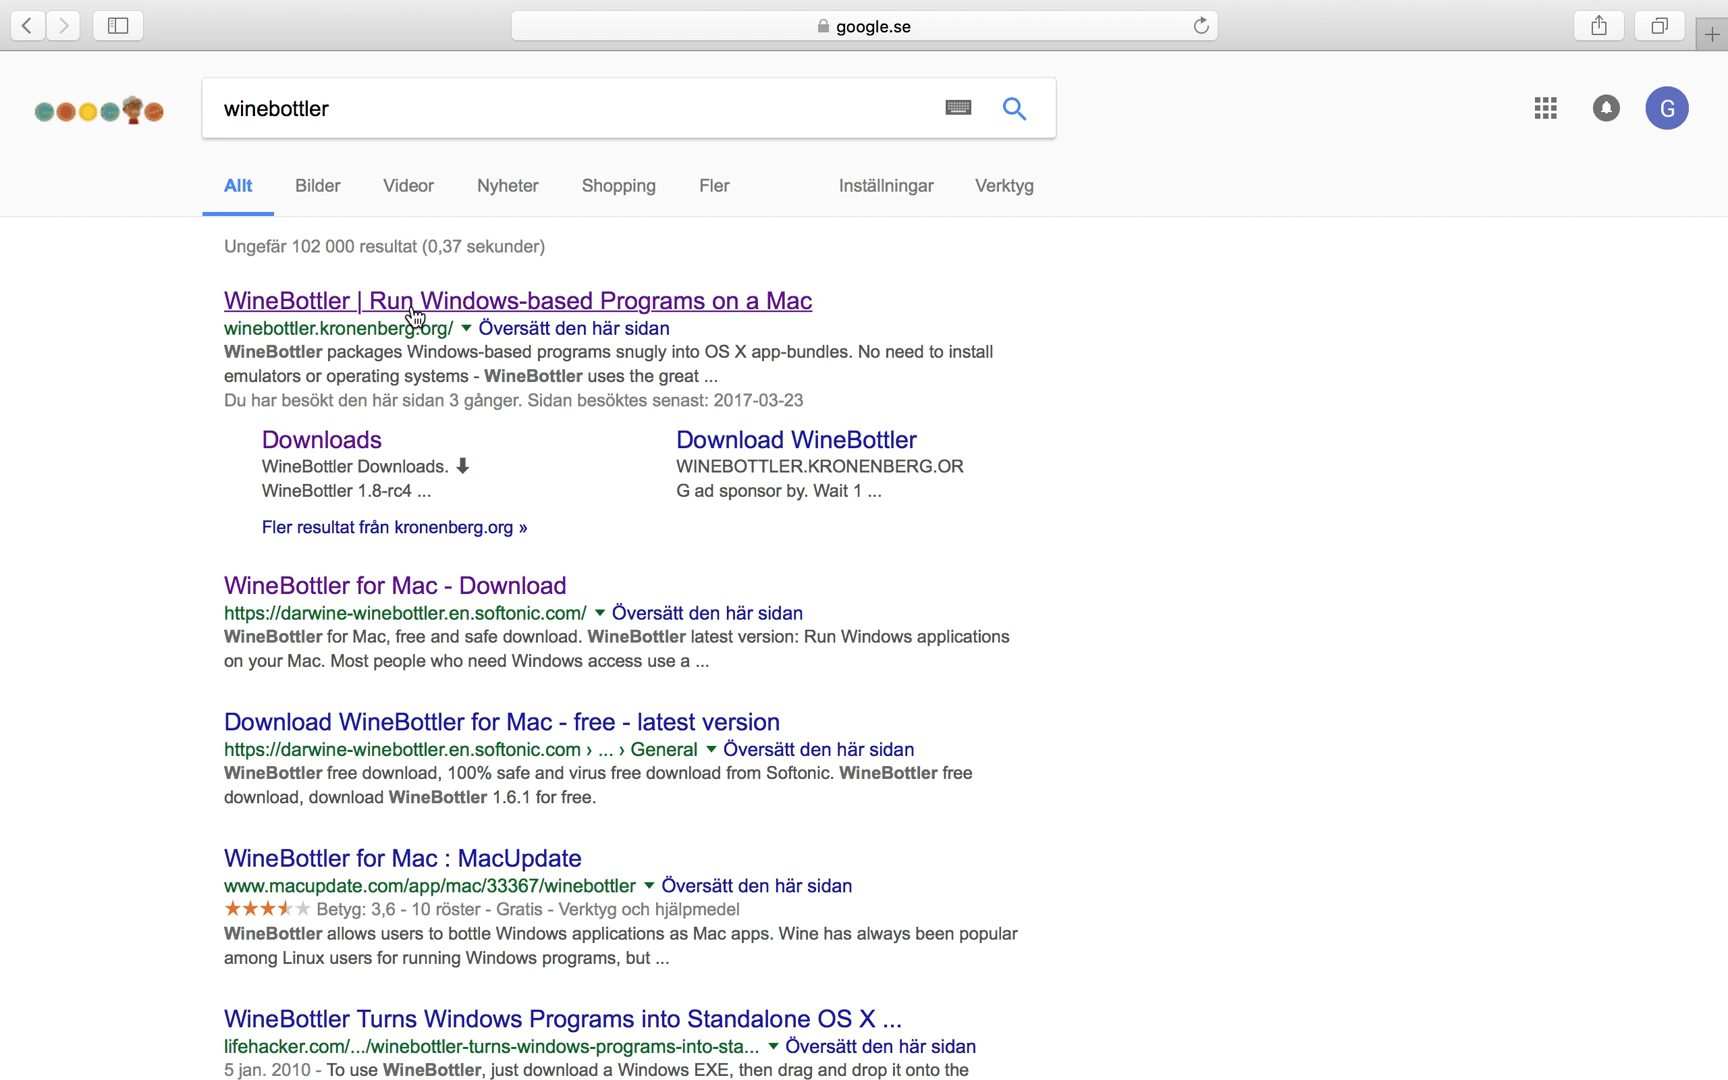 google.se
winebottler
G
Allt Bilder Videor Nyheter Shopping Fler Inställningar Verktyg
Ungefär 102 000 resultat (0,37 sekunder)
WineBottler | Run Windows-based Programs on a Mac
winebottler.kronenberg.org/ Översätt den här sidan
WineBottler packages Windows-based programs snugly into OS X app-bundles. No need to install
emulators or operating systems - WineBottler uses the great ...
Du har besökt den här sidan 3 gånger. Sidan besöktes senast: 2017-03-23
Downloads
WineBottler Downloads. ⬇
WineBottler 1.8-rc4 ...
Download WineBottler
WINEBOTTLER.KRONENBERG.OR
G ad sponsor by. Wait 1 ...
Fler resultat från kronenberg.org »
WineBottler for Mac - Download
https://darwine-winebottler.en.softonic.com/ Översätt den här sidan
WineBottler for Mac, free and safe download. WineBottler latest version: Run Windows applications
on your Mac. Most people who need Windows access use a ...
Download WineBottler for Mac - free - latest version
https://darwine-winebottler.en.softonic.com › ... › General Översätt den här sidan
WineBottler free download, 100% safe and virus free download from Softonic. WineBottler free
download, download WineBottler 1.6.1 for free.
WineBottler for Mac : MacUpdate
www.macupdate.com/app/mac/33367/winebottler Översätt den här sidan
Betyg: 3,6 - 10 röster - Gratis - Verktyg och hjälpmedel
WineBottler allows users to bottle Windows applications as Mac apps. Wine has always been popular
among Linux users for running Windows programs, but ...
WineBottler Turns Windows Programs into Standalone OS X ...
lifehacker.com/.../winebottler-turns-windows-programs-into-sta... Översätt den här sidan
5 jan. 2010 - To use WineBottler, just download a Windows EXE, then drag and drop it onto the